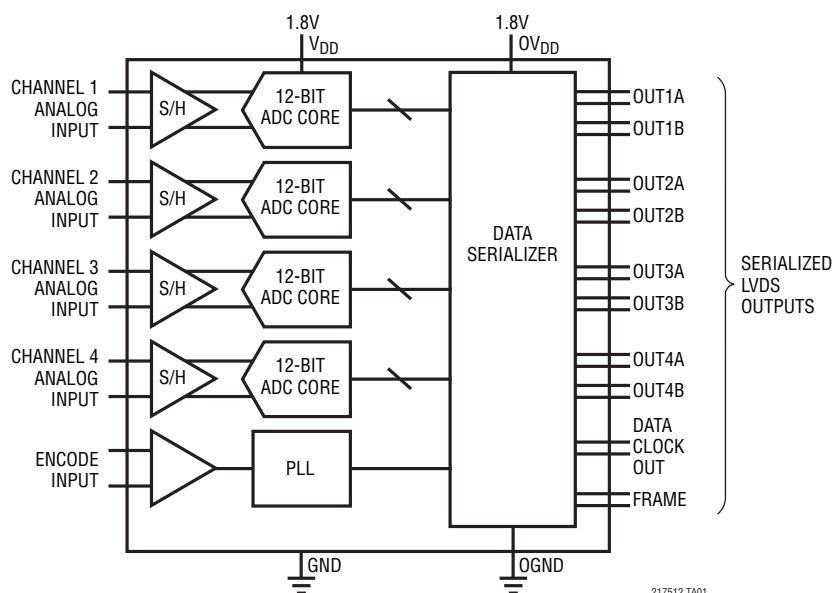 1.8V
VDD
1.8V
OVDD
CHANNEL 1
ANALOG
INPUT
S/H
12-BIT
ADC CORE
OUT1A
OUT1B
CHANNEL 2
ANALOG
INPUT
S/H
12-BIT
ADC CORE
OUT2A
OUT2B
DATA
SERIALIZER
CHANNEL 3
ANALOG
INPUT
S/H
12-BIT
ADC CORE
OUT3A
OUT3B
SERIALIZED
LVDS
OUTPUTS
CHANNEL 4
ANALOG
INPUT
S/H
12-BIT
ADC CORE
OUT4A
OUT4B
ENCODE
INPUT
PLL
DATA
CLOCK
OUT
FRAME
GND
OGND
217512 TA01